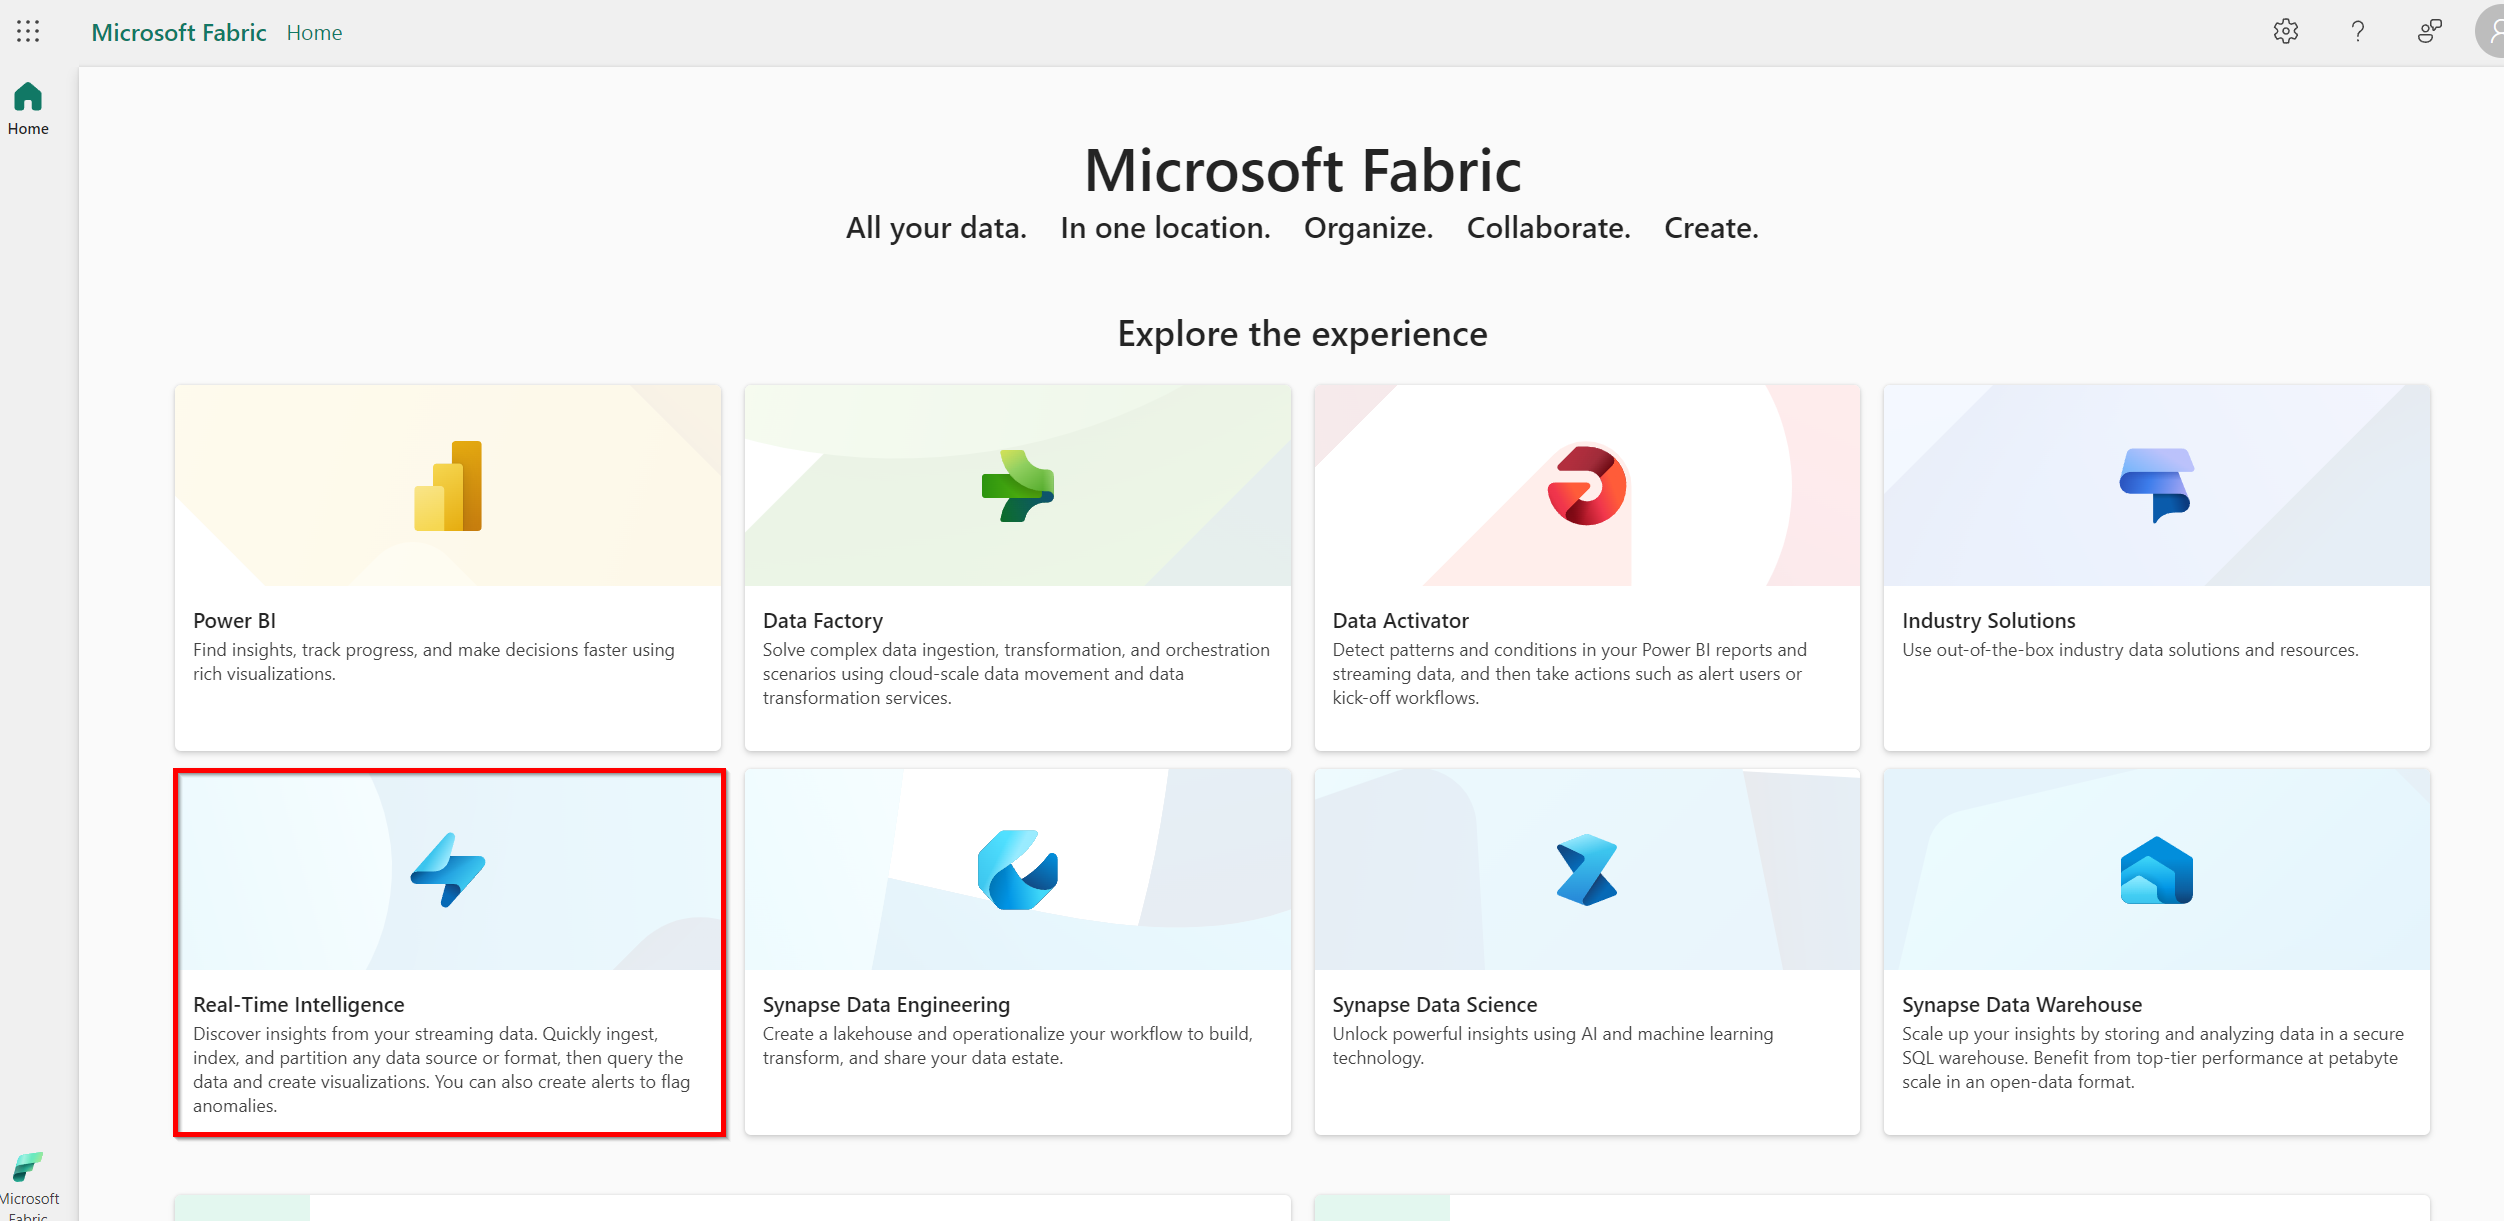 Microsoft Fabric Home
Home
Microsoft Fabric
All your data. In one location. Organize. Collaborate. Create.
Explore the experience
Power BI
Find insights, track progress, and make decisions faster using
rich visualizations.
Data Factory
Solve complex data ingestion, transformation, and orchestration
scenarios using cloud-scale data movement and data
transformation services.
Data Activator
Detect patterns and conditions in your Power BI reports and
streaming data, and then take actions such as alert users or
kick-off workflows.
Industry Solutions
Use out-of-the-box industry data solutions and resources.
Real-Time Intelligence
Discover insights from your streaming data. Quickly ingest,
index, and partition any data source or format, then query the
data and create visualizations. You can also create alerts to flag
anomalies.
Synapse Data Engineering
Create a lakehouse and operationalize your workflow to build,
transform, and share your data estate.
Synapse Data Science
Unlock powerful insights using AI and machine learning
technology.
Synapse Data Warehouse
Scale up your insights by storing and analyzing data in a secure
SQL warehouse. Benefit from top-tier performance at petabyte
scale in an open-data format.
Microsoft
Fabric